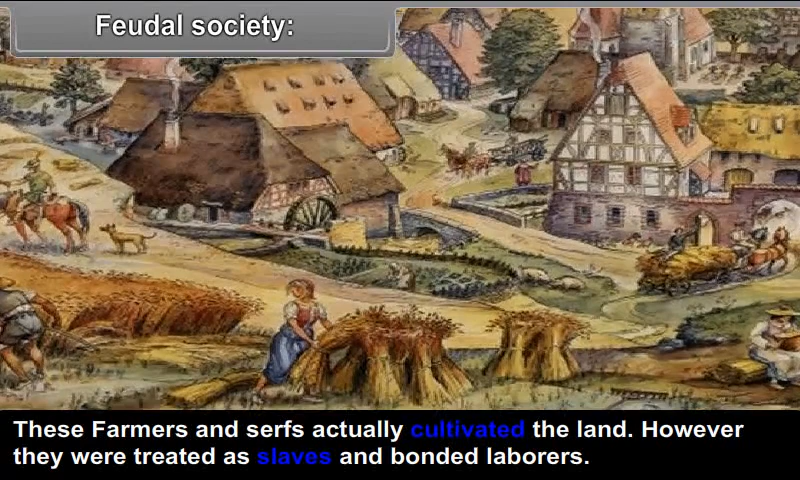 Feudal society:
These Farmers and serfs actually cultivated the land. However
they were treated as slaves and bonded laborers.